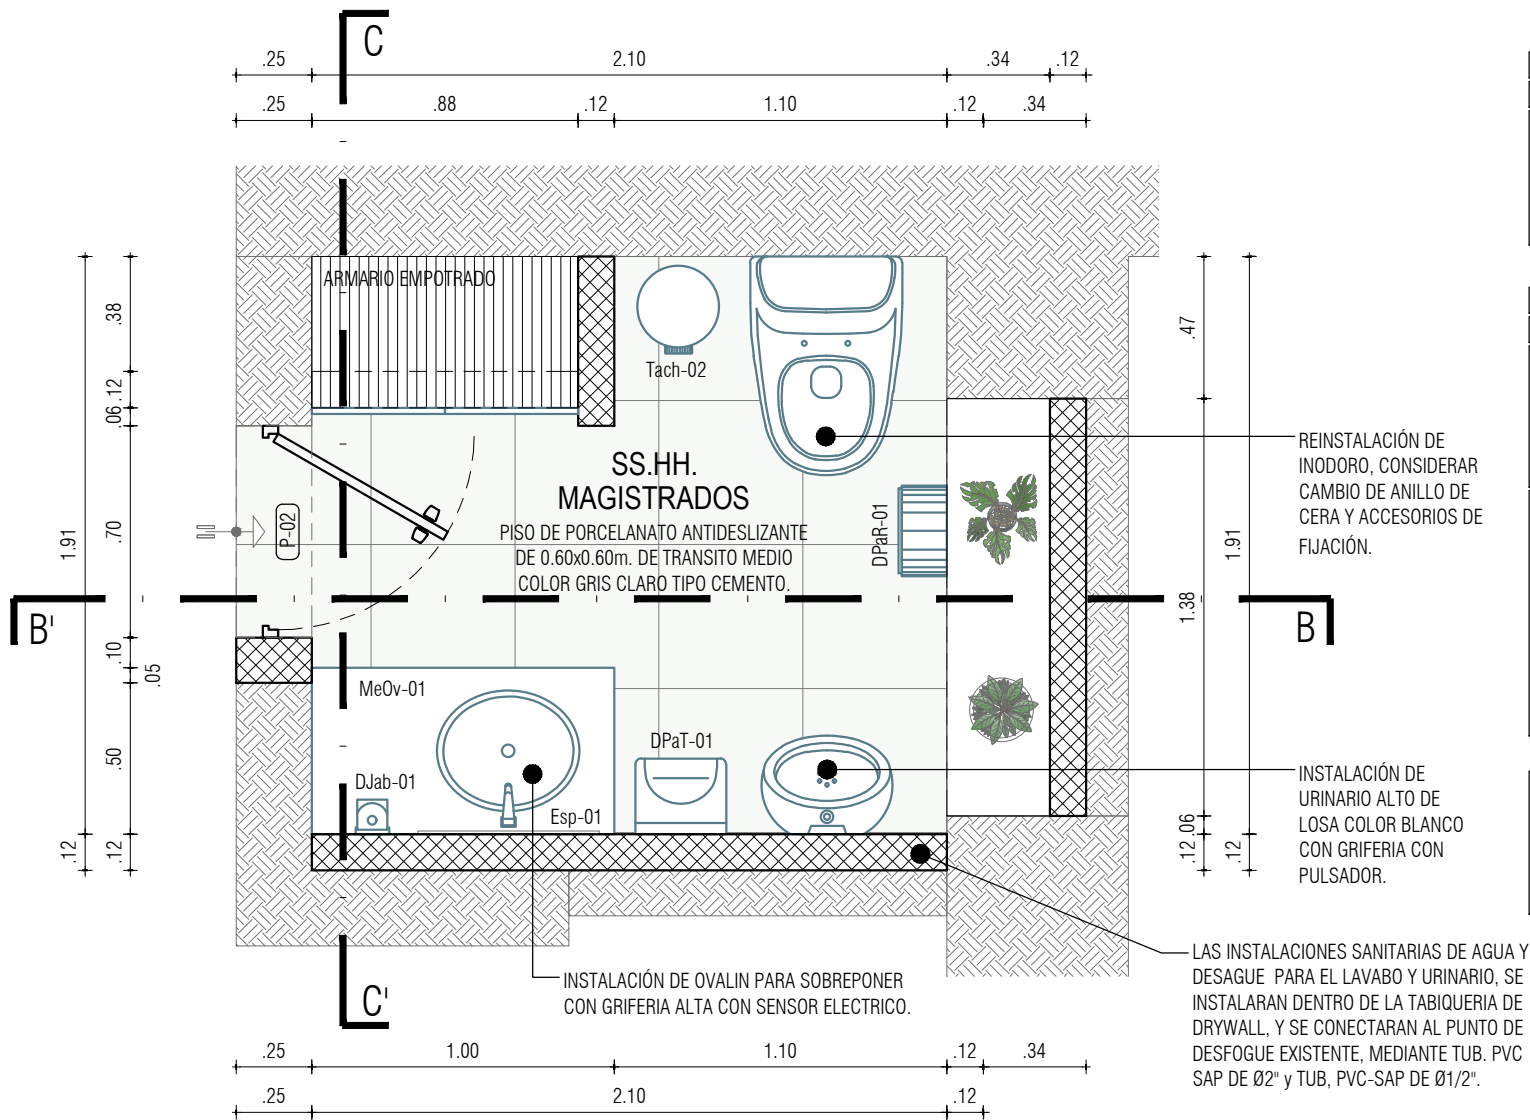 C
.25
2.10
.34
.12
.25
.88
.12
1.10
.12
.34
ARMARIO EMPOTRADO
Tach-02
.38
.12
.06
1.91
.70
.10
.05
.50
.12
.12
.47
1.91
1.38
.06
.12
.12
SS.HH.
MAGISTRADOS
PISO DE PORCELANATO ANTIDESLIZANTE
DE 0.60x0.60m. DE TRANSITO MEDIO
COLOR GRIS CLARO TIPO CEMENTO.
P-02
DPaR-01
B'
B
REINSTALACIÓN DE
INODORO, CONSIDERAR
CAMBIO DE ANILLO DE
CERA Y ACCESORIOS DE
FIJACIÓN.
MeOv-01
DPaT-01
DJab-01
Esp-01
INSTALACIÓN DE
URINARIO ALTO DE
LOSA COLOR BLANCO
CON GRIFERIA CON
PULSADOR.
LAS INSTALACIONES SANITARIAS DE AGUA Y
DESAGUE PARA EL LAVABO Y URINARIO, SE
INSTALARAN DENTRO DE LA TABIQUERIA DE
DRYWALL, Y SE CONECTARAN AL PUNTO DE
DESFOGUE EXISTENTE, MEDIANTE TUB. PVC
SAP DE Ø2" y TUB, PVC-SAP DE Ø1/2".
INSTALACIÓN DE OVALIN PARA SOBREPONER
CON GRIFERIA ALTA CON SENSOR ELECTRICO.
C'
.25
1.00
1.10
.12
.34
.25
2.10
.12